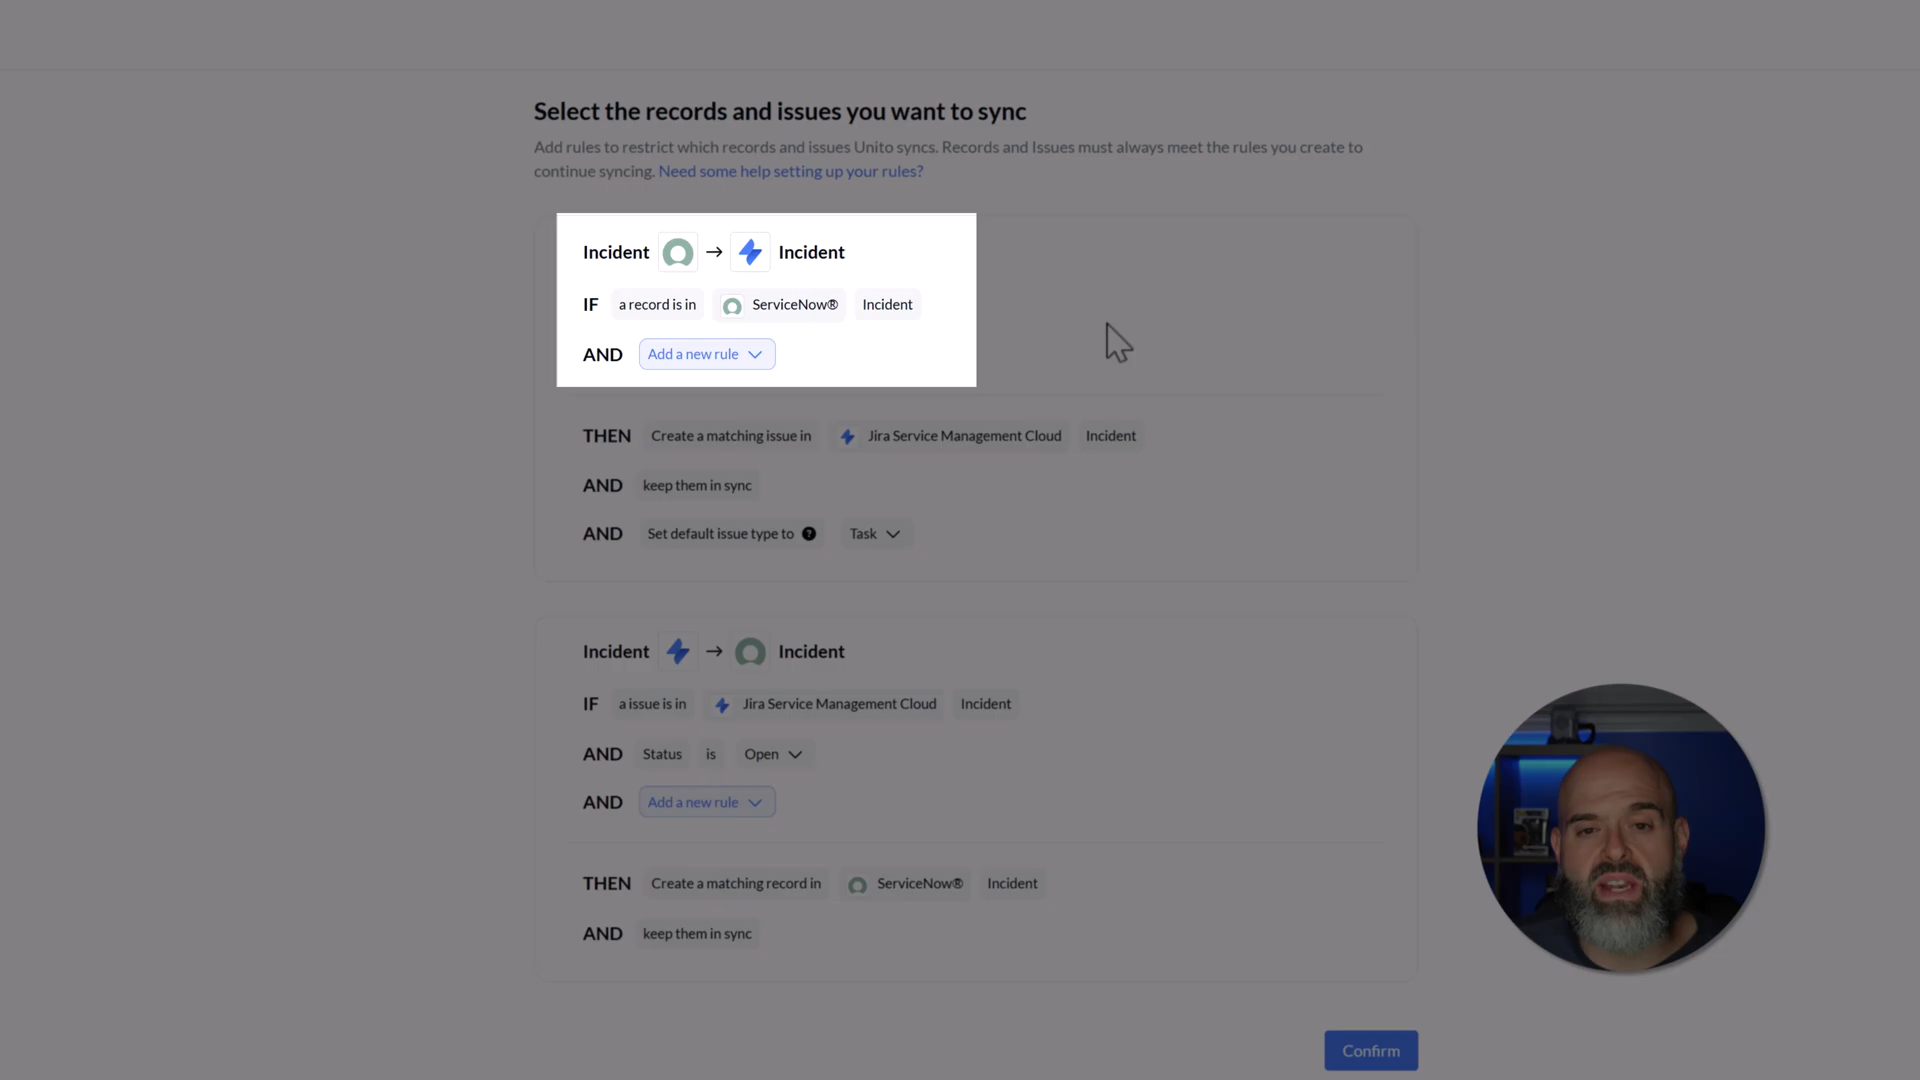 Select the records and issues you want to sync
Add rules to restrict which records and issues Unito syncs. Records and Issues must always meet the rules you create to
continue syncing. Need some help setting up your rules?
Incident → Incident
IF a record is in ServiceNow® Incident
AND Add a new rule
THEN Create a matching issue in Jira Service Management Cloud Incident
AND keep them in sync
AND Set default issue type to ? Task
Incident → Incident
IF a issue is in Jira Service Management Cloud Incident
AND Status is Open
AND Add a new rule
THEN Create a matching record in ServiceNow® Incident
AND keep them in sync
Confirm